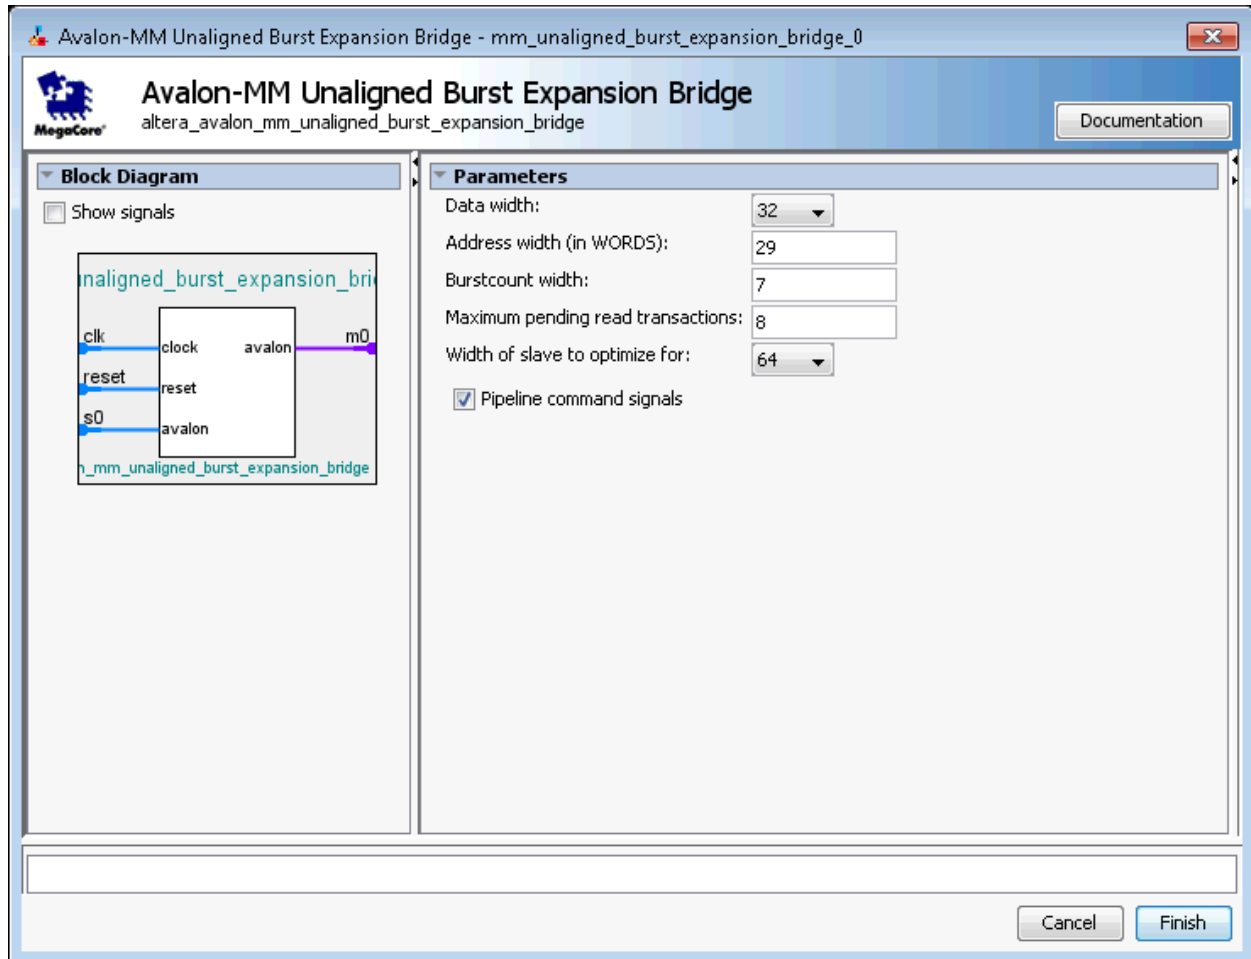 Avalon-MM Unaligned Burst Expansion Bridge - mm_unaligned_burst_expansion_bridge_0
MegaCore®
Avalon-MM Unaligned Burst Expansion Bridge
altera_avalon_mm_unaligned_burst_expansion_bridge
Documentation
Block Diagram
Show signals
unaligned_burst_expansion_bri
clk
clock
avalon
m0
reset
reset
s0
avalon
n_mm_unaligned_burst_expansion_bridge
Parameters
Data width: 32
Address width (in WORDS): 29
Burstcount width: 7
Maximum pending read transactions: 8
Width of slave to optimize for: 64
Pipeline command signals
Cancel Finish